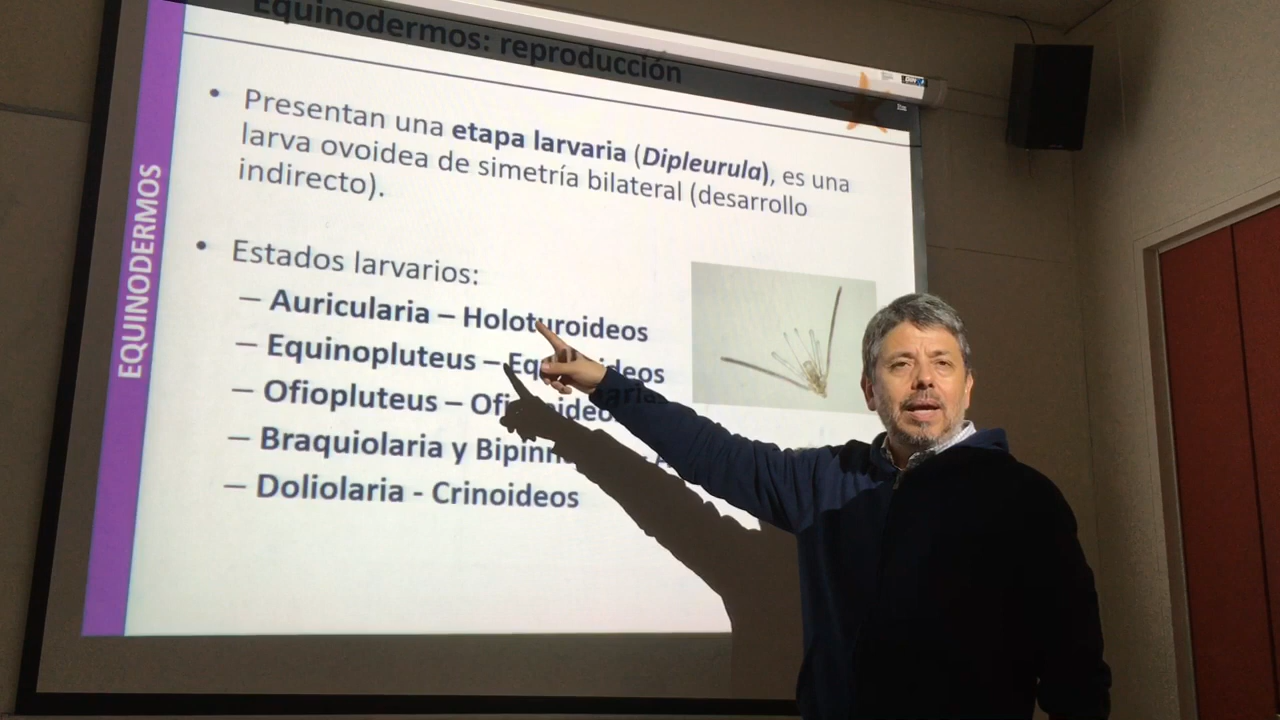 Equinodermos: reproducción
• Presentan una etapa larvaria (Dipleurula), es una
larva ovoidea de simetría bilateral (desarrollo
indirecto).
• Estados larvarios:
– Auricularia – Holoturoideos
– Equinopluteus –
– Ofiopluteus –
– Braquiolaria y
– Doliolaria - Crinoideos
EQUINODERMOS